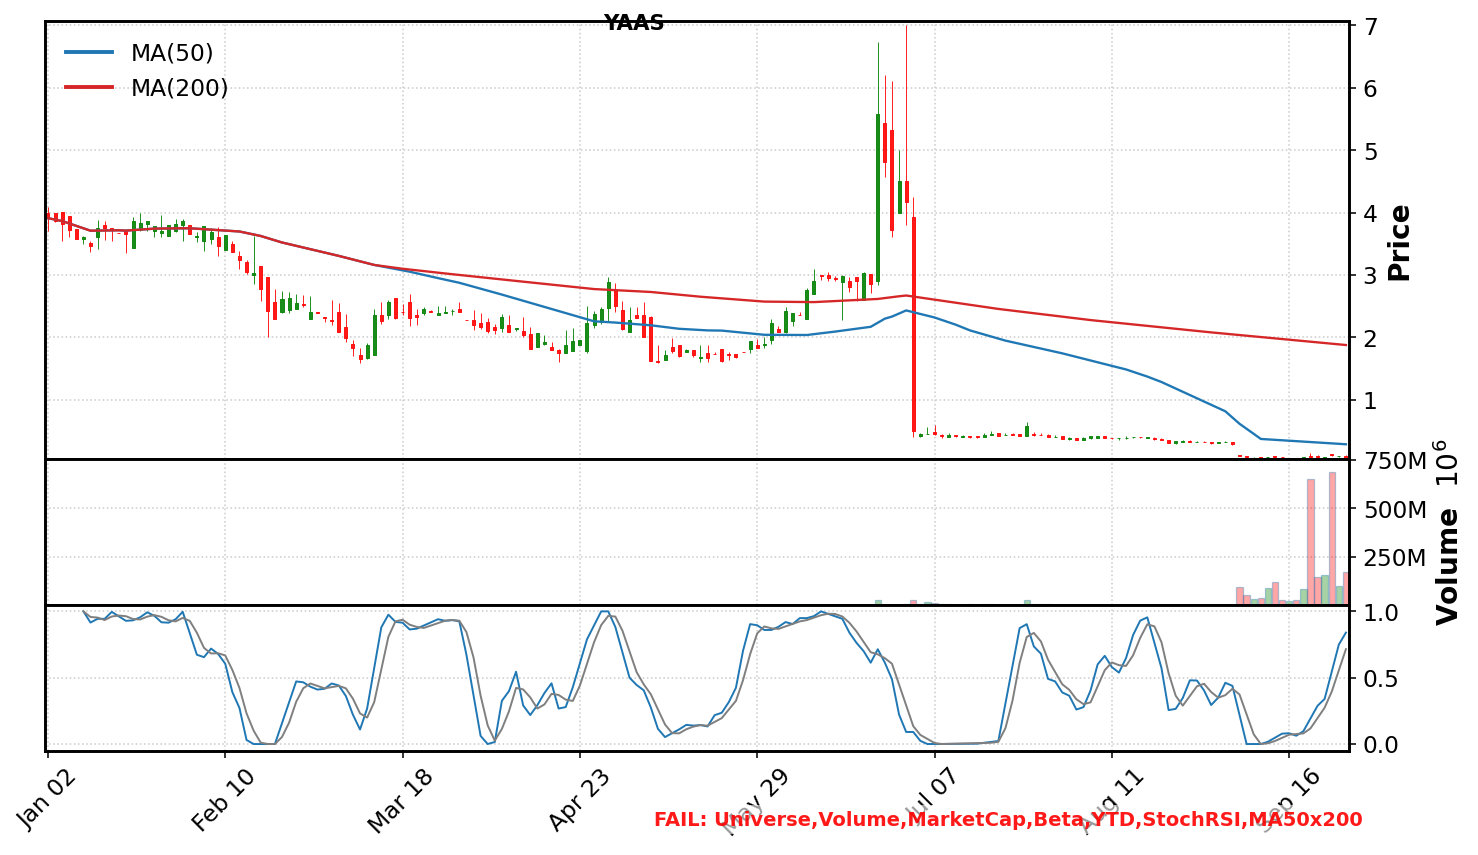 YAAS
MA(50)
MA(200)
7
6
5
4
3
2
1
Price
750M
500M
250M
Volume 10^6
1.0
0.5
0.0
Jan 02
Feb 10
Mar 18
Apr 23
May 29
Jul 07
Aug 11
Sep 16
FAIL: Universe,Volume,MarketCap,Beta,YTD,StochRSI,MA50x200